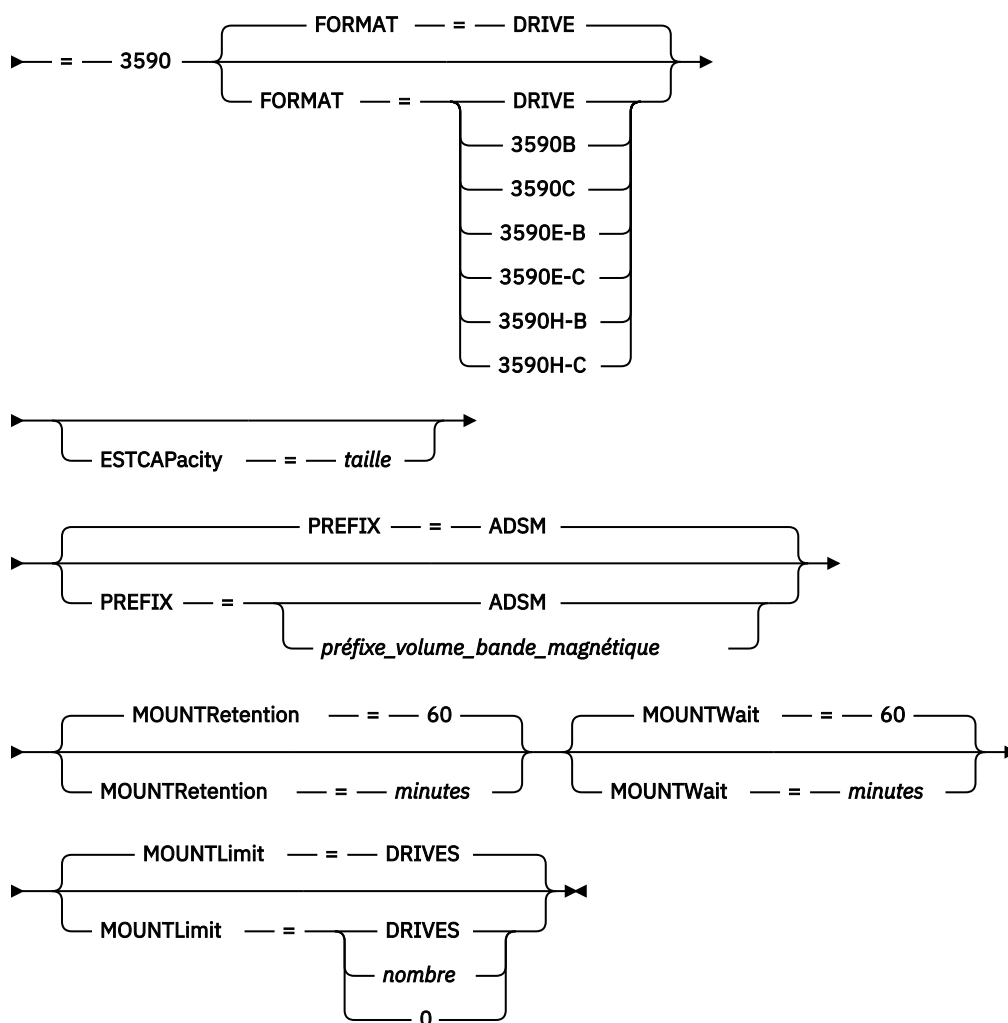 FORMAT = DRIVE
= 3590
FORMAT = DRIVE
3590B
3590C
3590E-B
3590E-C
3590H-B
3590H-C
ESTCAPacity = taille
PREFIX = ADSM
PREFIX = ADSM
préfixe_volume_bande_magnétique
MOUNTRetention = 60 MOUNTWait = 60
MOUNTRetention = minutes MOUNTWait = minutes
MOUNTLimit = DRIVES
MOUNTLimit = DRIVES
nombre
0